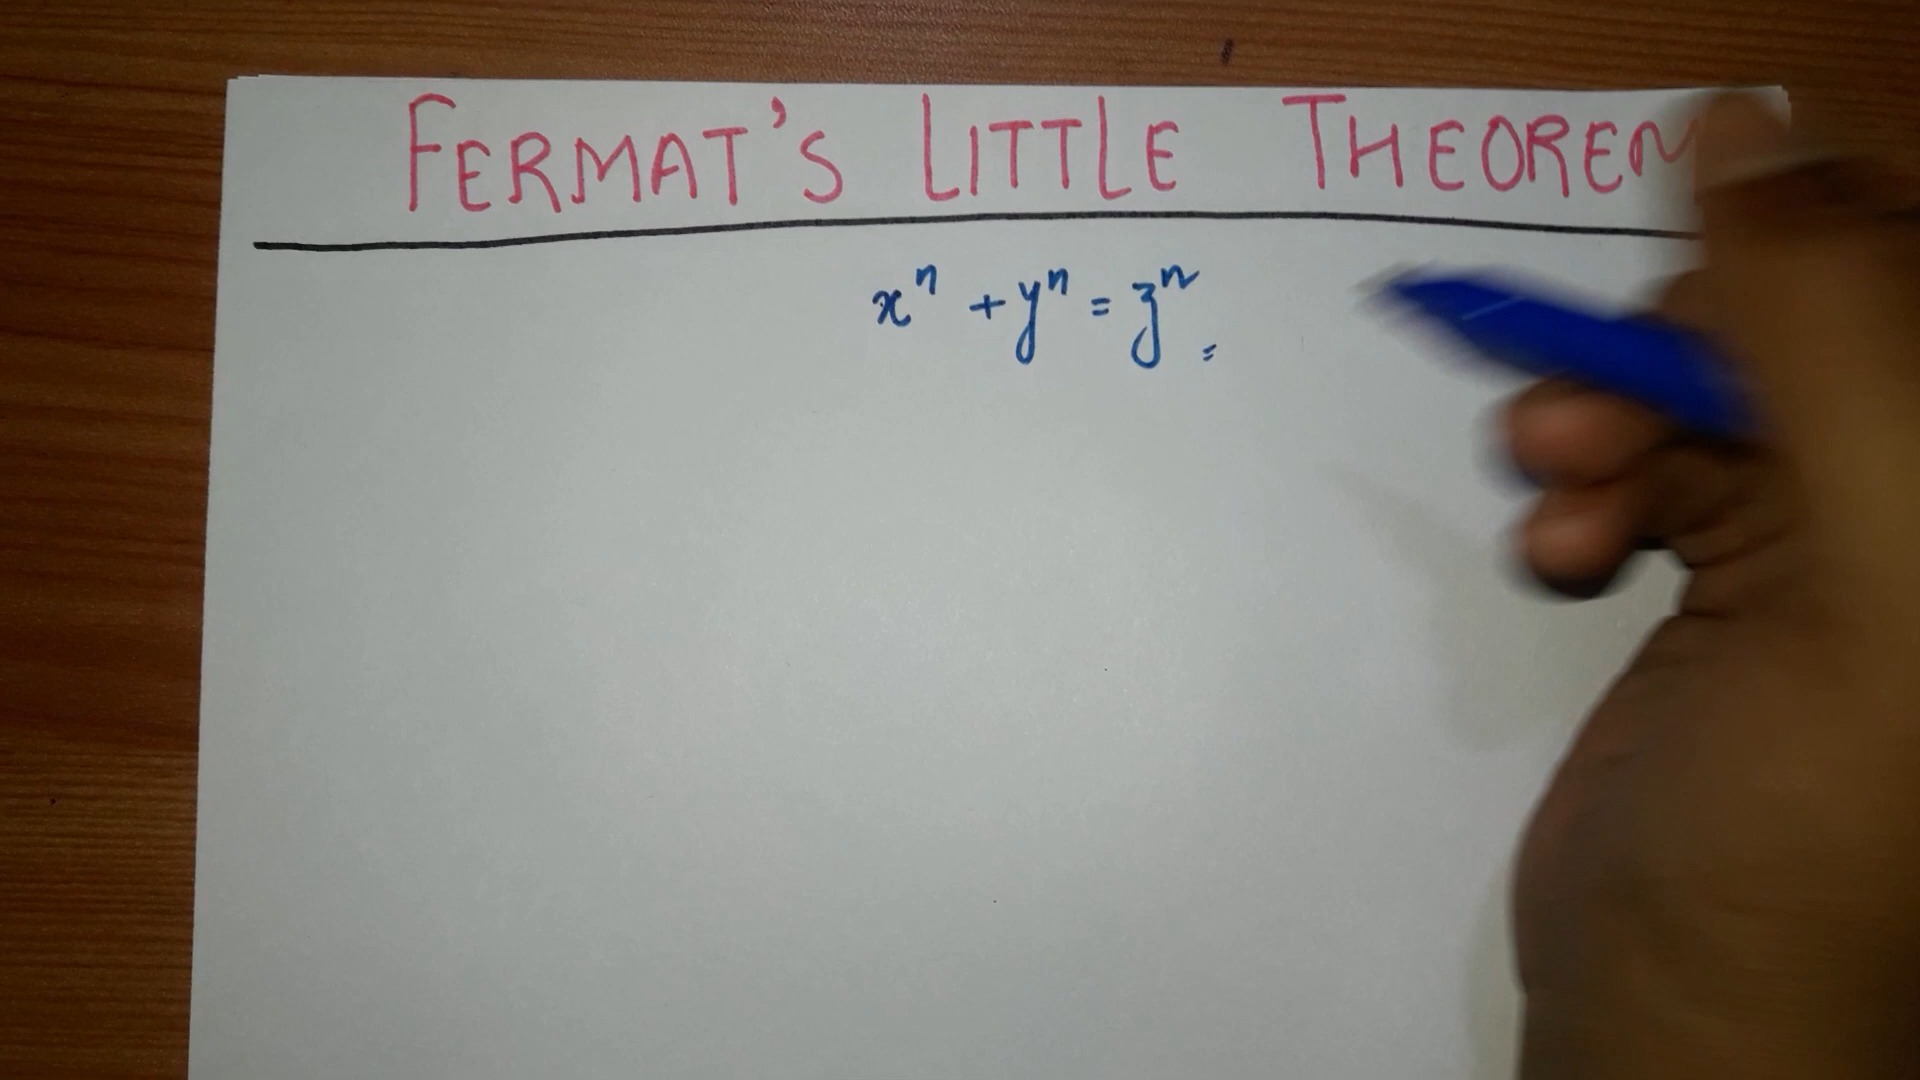 FERMAT'S LITTLE THEOREM
xⁿ + yⁿ = zⁿ